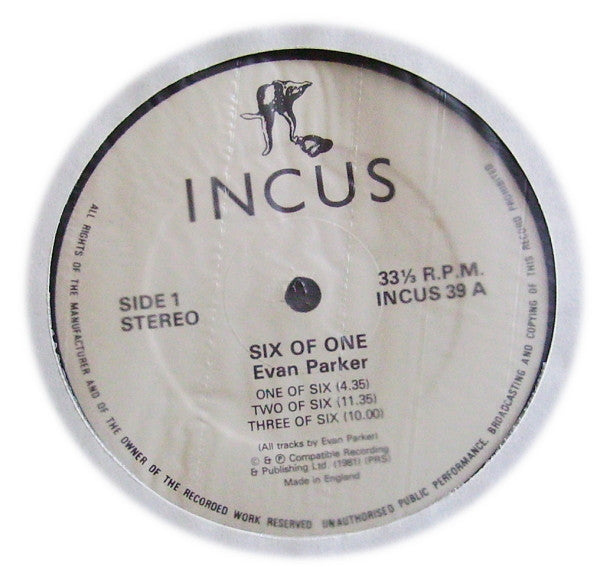 INCUS
SIDE 1
STEREO
33⅓ R.P.M.
INCUS 39 A
SIX OF ONE
Evan Parker
ONE OF SIX (4.35)
TWO OF SIX (11.35)
THREE OF SIX (10.00)
(All tracks by Evan Parker)
© & ℗ Compatible Recording
& Publishing Ltd. (1981) (PRS)
Made in England
ALL RIGHTS OF THE MANUFACTURER AND OF THE OWNER OF THE RECORDED WORK RESERVED UNAUTHORISED PUBLIC PERFORMANCE, BROADCASTING AND COPYING OF THIS RECORD PROHIBITED